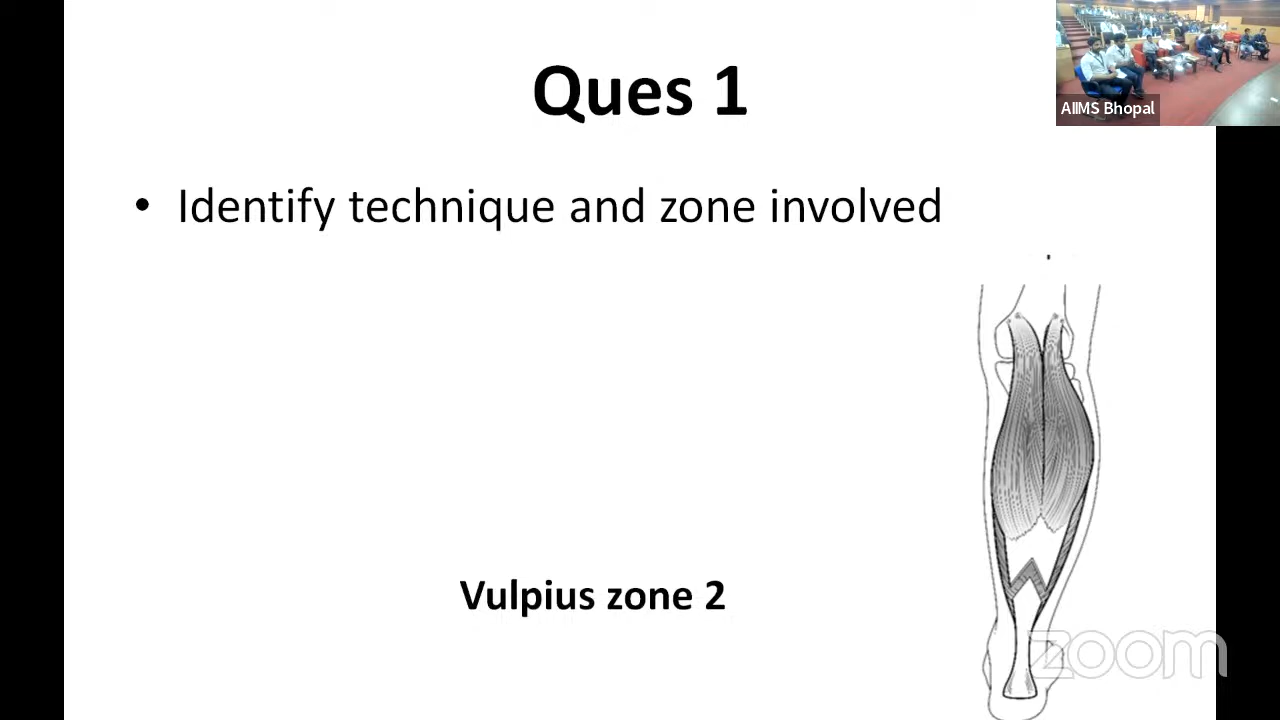 Ques 1
AIIMS Bhopal
• Identify technique and zone involved
Vulpius zone 2
zoom